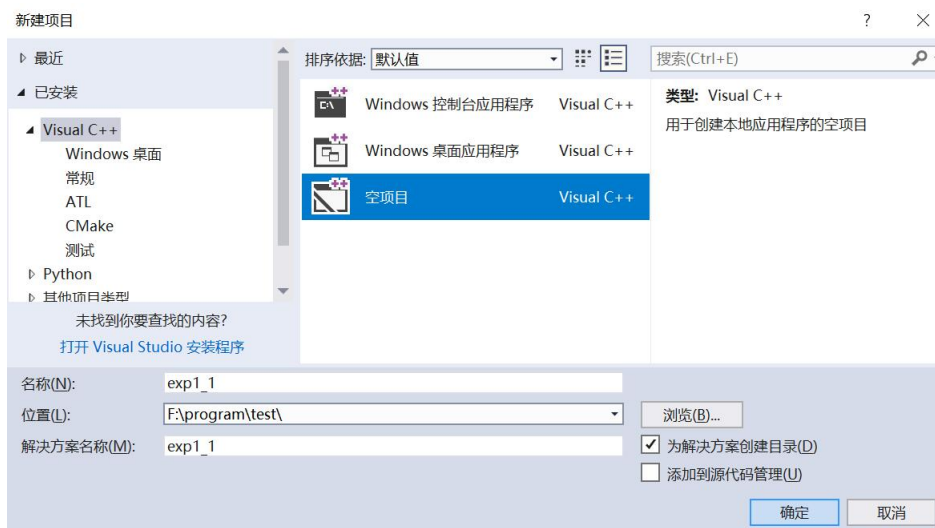 新建项目
?
最近
已安装
Visual C++
Windows 桌面
常规
ATL
CMake
测试
Python
其他项目类型
未找到你要查找的内容?
打开 Visual Studio 安装程序
排序依据: 默认值
搜索(Ctrl+E)
Windows 控制台应用程序 Visual C++
Windows 桌面应用程序 Visual C++
空项目 Visual C++
类型: Visual C++
用于创建本地应用程序的空项目
名称(N): exp1_1
位置(L): F:\program\test\ 浏览(B)...
解决方案名称(M): exp1_1
为解决方案创建目录(D)
添加到源代码管理(U)
确定 取消